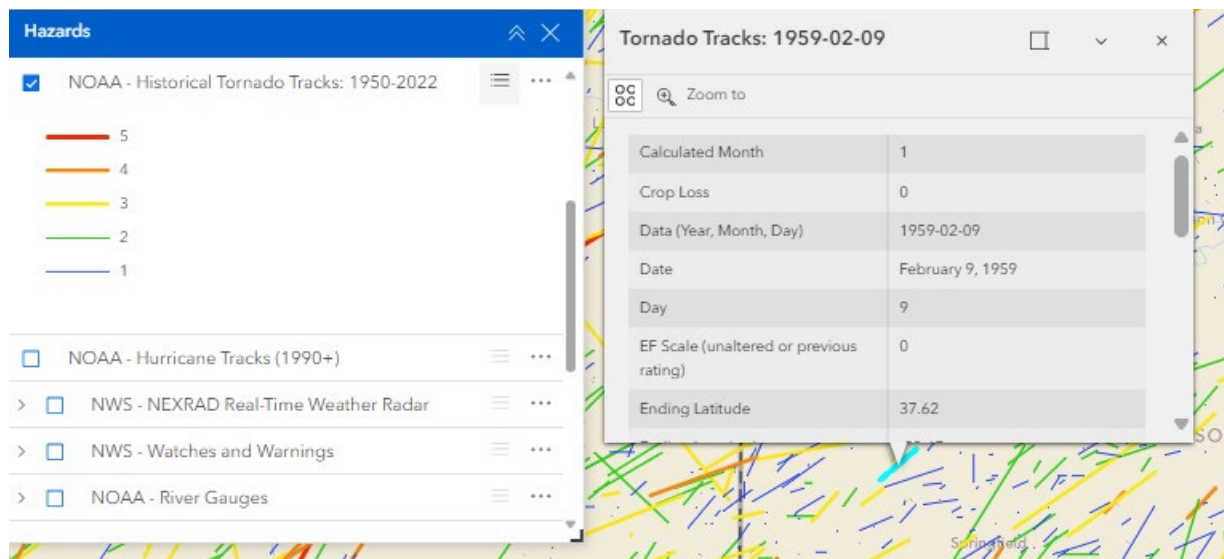 Hazards
NOAA - Historical Tornado Tracks: 1950-2022
5
4
3
2
1
NOAA - Hurricane Tracks (1990+)
NWS - NEXRAD Real-Time Weather Radar
NWS - Watches and Warnings
NOAA - River Gauges
Tornado Tracks: 1959-02-09
Zoom to
Calculated Month 1
Crop Loss 0
Data (Year, Month, Day) 1959-02-09
Date February 9, 1959
Day 9
EF Scale (unaltered or previous
rating) 0
Ending Latitude 37.62
Springfield